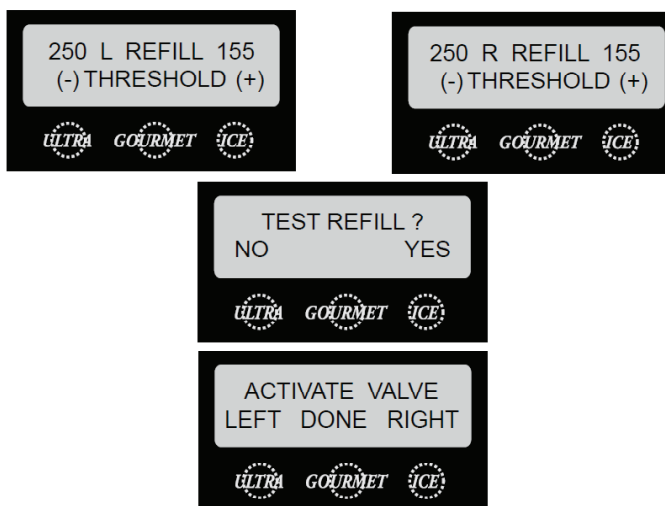 250 L REFILL 155
(-) THRESHOLD (+)
ULTRA GOURMET ICE
250 R REFILL 155
(-) THRESHOLD (+)
ULTRA GOURMET ICE
TEST REFILL ?
NO YES
ULTRA GOURMET ICE
ACTIVATE VALVE
LEFT DONE RIGHT
ULTRA GOURMET ICE